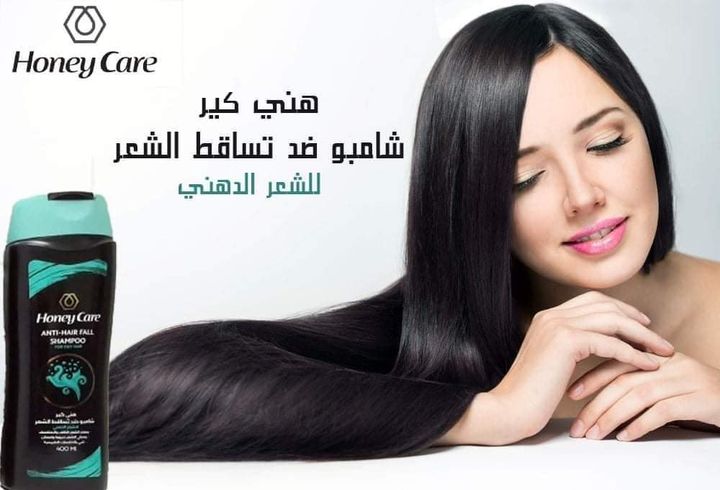 Honey Care
هني كير
شامبو ضد تساقط الشعر
للشعر الدهني
Honey Care
ANTI-HAIR FALL
SHAMPOO
FOR OILY HAIR
هني كير
شامبو ضد تساقط الشعر
للشعر الدهني
400 Ml